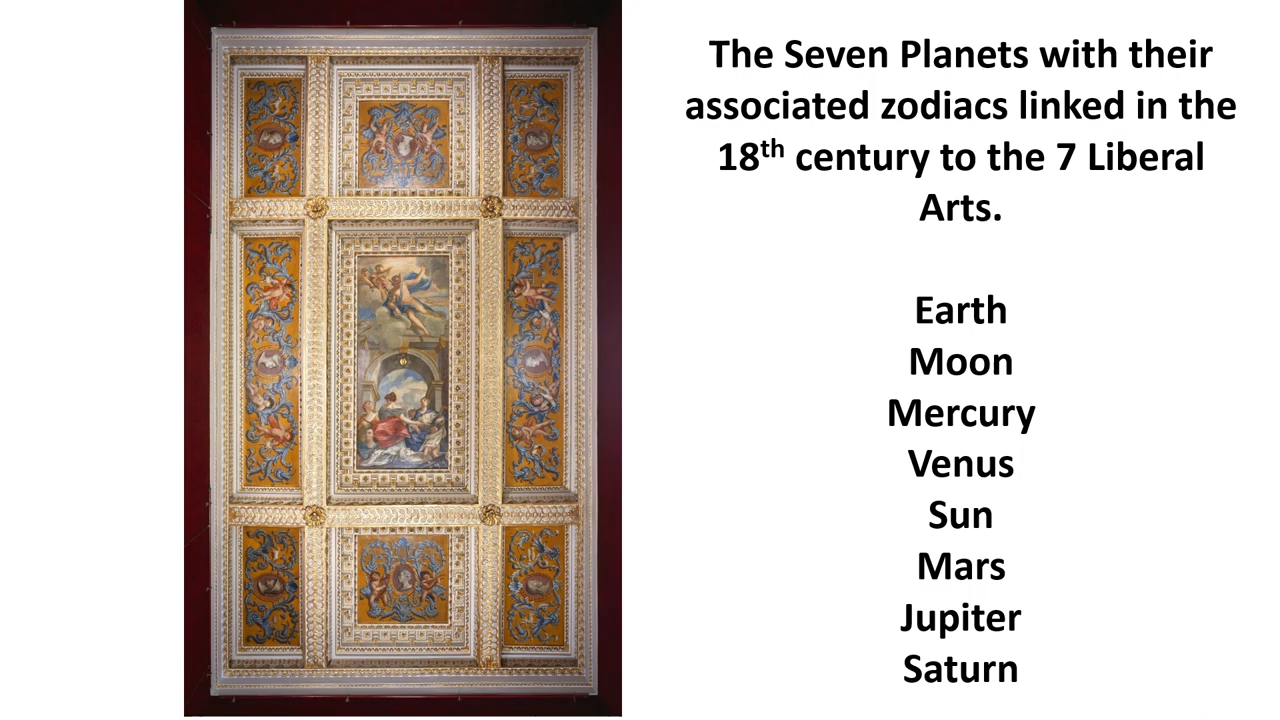 The Seven Planets with their
associated zodiacs linked in the
18th century to the 7 Liberal
Arts.
Earth
Moon
Mercury
Venus
Sun
Mars
Jupiter
Saturn